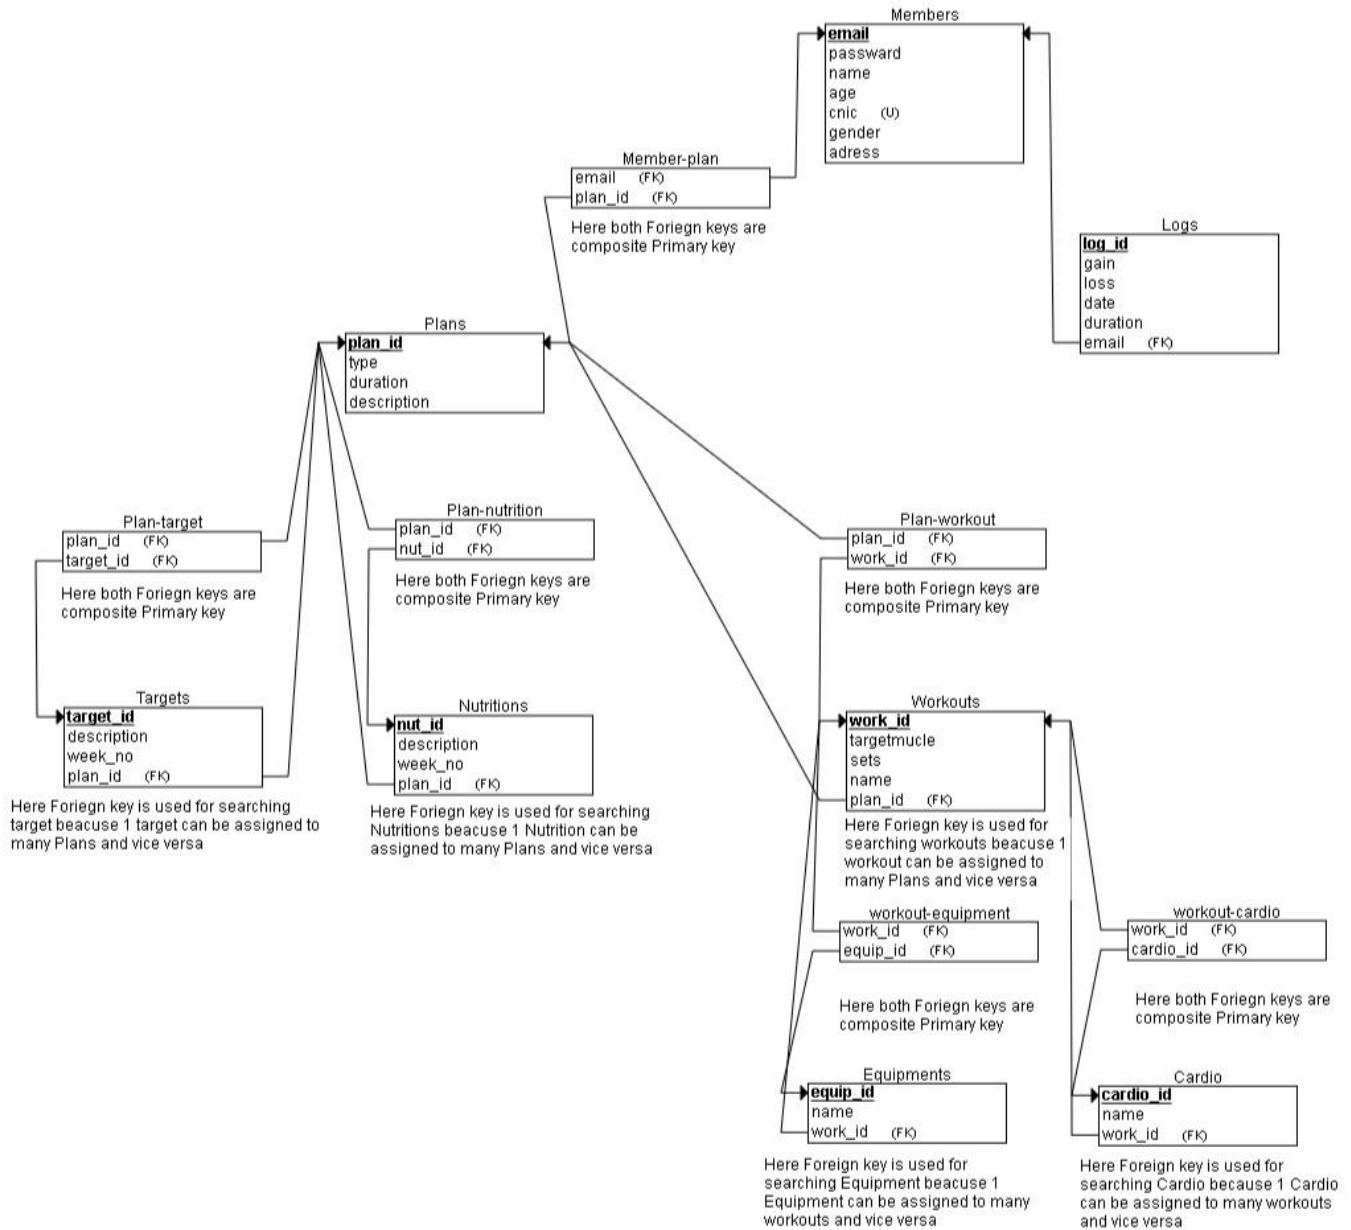 Members
email
passward
name
age
cnic (U)
gender
adress
Member-plan
email (FK)
plan_id (FK)
Here both Foriegn keys are
composite Primary key
Logs
log_id
gain
loss
date
duration
email (FK)
Plans
plan_id
type
duration
description
Plan-target
plan_id (FK)
target_id (FK)
Here both Foriegn keys are
composite Primary key
Plan-nutrition
plan_id (FK)
nut_id (FK)
Here both Foriegn keys are
composite Primary key
Plan-workout
plan_id (FK)
work_id (FK)
Here both Foriegn keys are
composite Primary key
Targets
target_id
description
week_no
plan_id (FK)
Here Foriegn key is used for searching
target beacuse 1 target can be assigned to
many Plans and vice versa
Nutritions
nut_id
description
week_no
plan_id (FK)
Here Foriegn key is used for searching
Nutritions beacuse 1 Nutrition can be
assigned to many Plans and vice versa
Workouts
work_id
targetmucle
sets
name
plan_id (FK)
Here Foriegn key is used for
searching workouts beacuse 1
workout can be assigned to
many Plans and vice versa
workout-equipment
work_id (FK)
equip_id (FK)
Here both Foriegn keys are
composite Primary key
workout-cardio
work_id (FK)
cardio_id (FK)
Here both Foriegn keys are
composite Primary key
Equipments
equip_id
name
work_id (FK)
Here Foreign key is used for
searching Equipment beacuse 1
Equipment can be assigned to many
workouts and vice versa
Cardio
cardio_id
name
work_id (FK)
Here Foreign key is used for
searching Cardio because 1 Cardio
can be assigned to many workouts
and vice versa